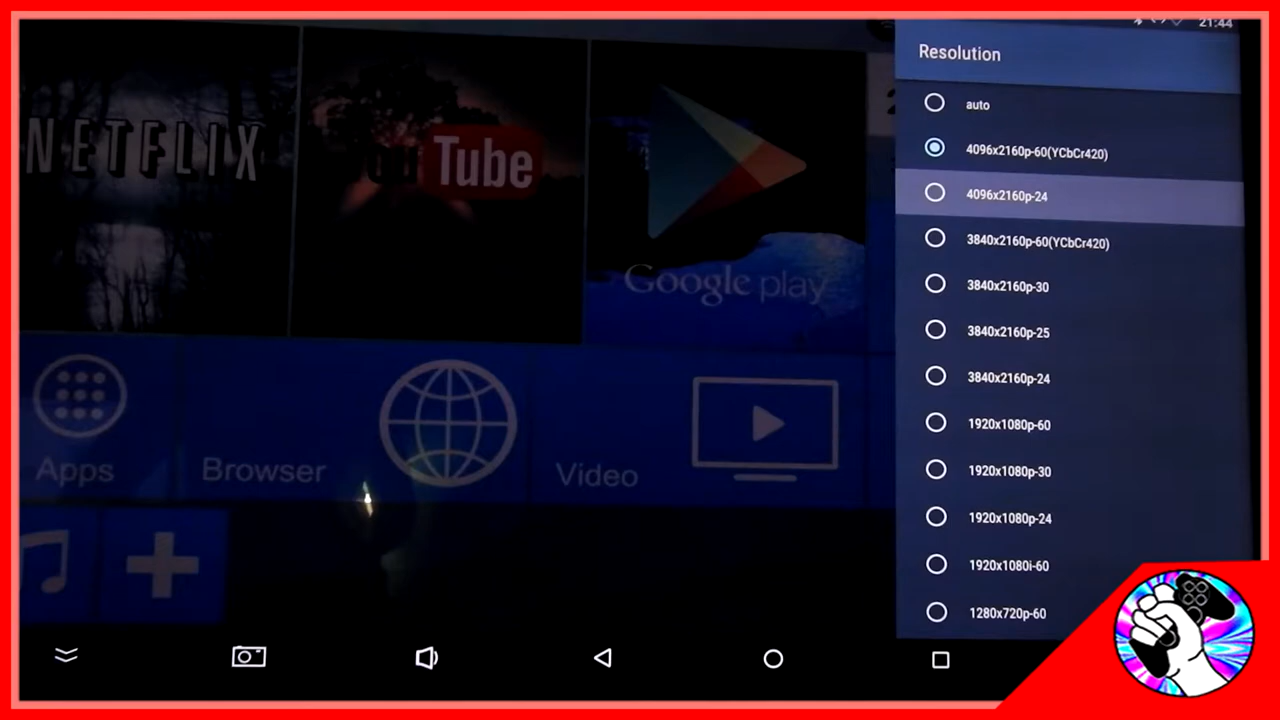 21:44
Resolution
auto
4096x2160p-60(YCbCr420)
4096x2160p-24
3840x2160p-60(YCbCr420)
3840x2160p-30
3840x2160p-25
3840x2160p-24
1920x1080p-60
1920x1080p-30
1920x1080p-24
1920x1080i-60
1280x720p-60
NETFLIX
You Tube
Google play
Apps
Browser
Video